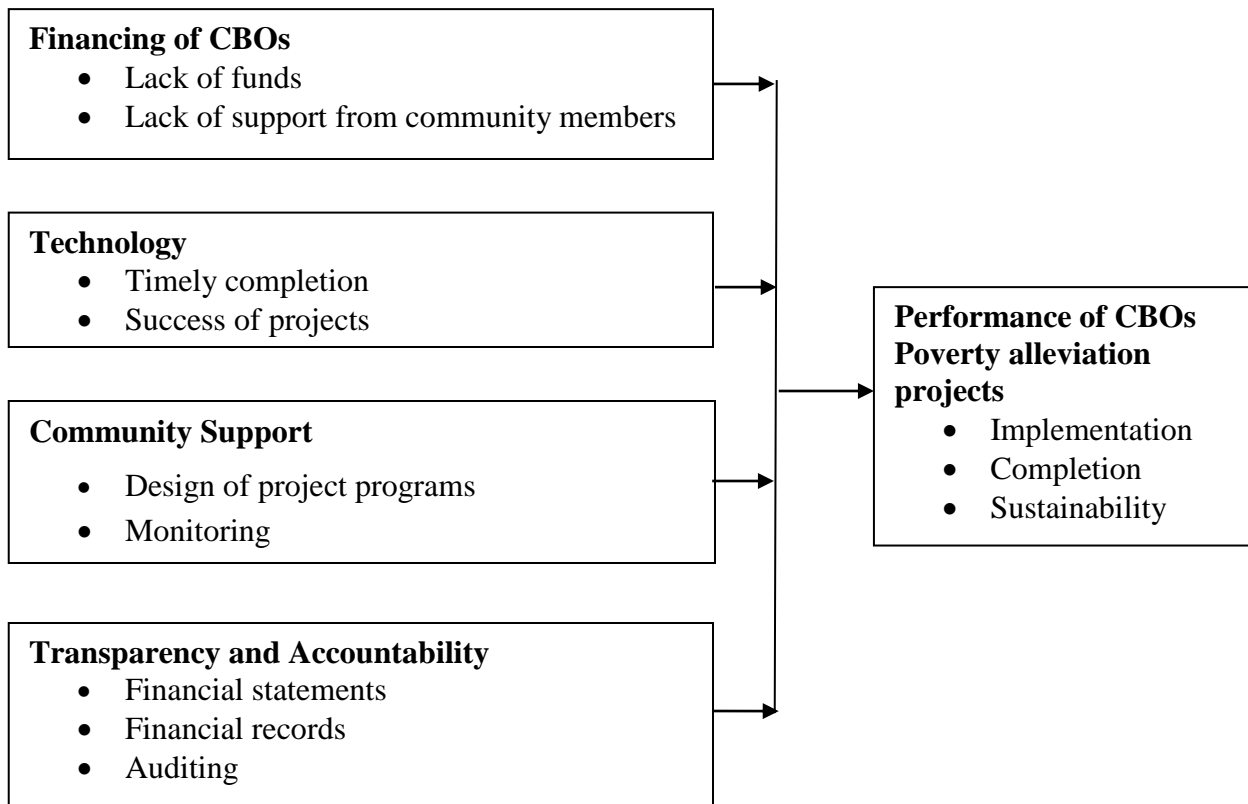 Financing of CBOs
• Lack of funds
• Lack of support from community members
Technology
• Timely completion
• Success of projects
Community Support
• Design of project programs
• Monitoring
Transparency and Accountability
• Financial statements
• Financial records
• Auditing
Performance of CBOs
Poverty alleviation
projects
• Implementation
• Completion
• Sustainability